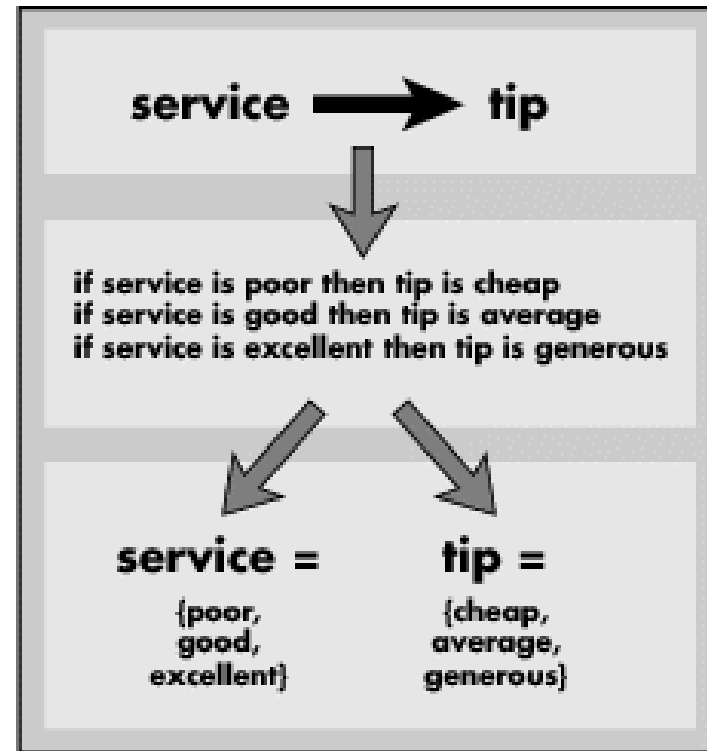 service tip
if service is poor then tip is cheap
if service is good then tip is average
if service is excellent then tip is generous
service =
{poor,
good,
excellent}
tip =
{cheap,
average,
generous}